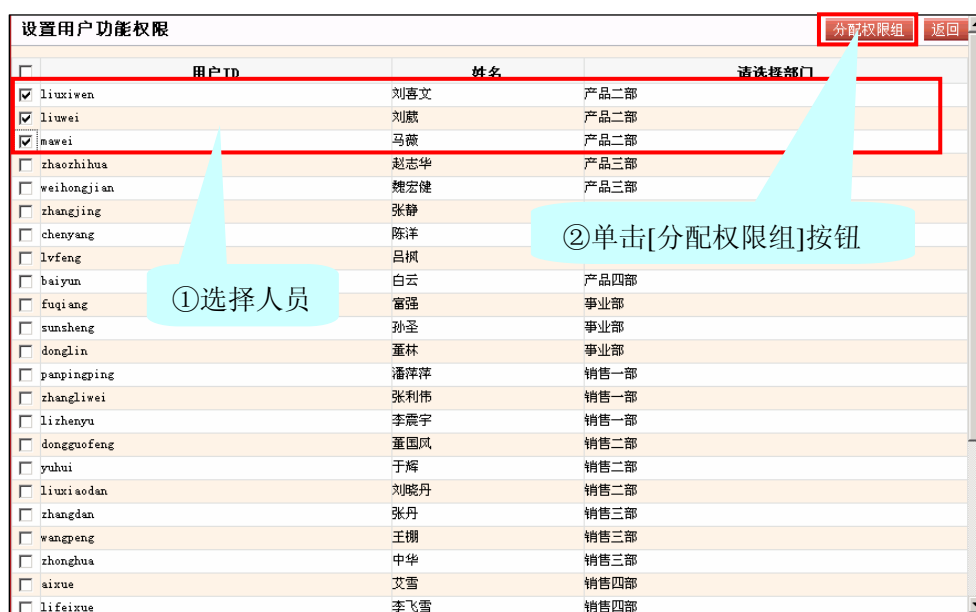 设置用户功能权限 分配权限组 返回
用户ID 姓名 请选择部门
liuxiwen 刘喜文 产品二部
liuwei 刘葳 产品二部
mawei 马薇 产品二部
zhaozhihua 赵志华 产品三部
weihongjian 魏宏健 产品三部
zhangjing 张静
chenyang 陈洋
②单击[分配权限组]按钮
lvfeng 吕枫
baiyun 白云 产品四部
①选择人员
fuqiang 富强 事业部
sunsheng 孙圣 事业部
donglin 董林 事业部
panpingping 潘萍萍 销售一部
zhangliwei 张利伟 销售一部
lizhenyu 李震宇 销售一部
dongguofeng 董国风 销售二部
yuhui 于辉 销售二部
liuxiaodan 刘晓丹 销售二部
zhangdan 张丹 销售三部
wangpeng 王棚 销售三部
zhonghua 中华 销售三部
aixue 艾雪 销售四部
lifeixue 李飞雪 销售四部